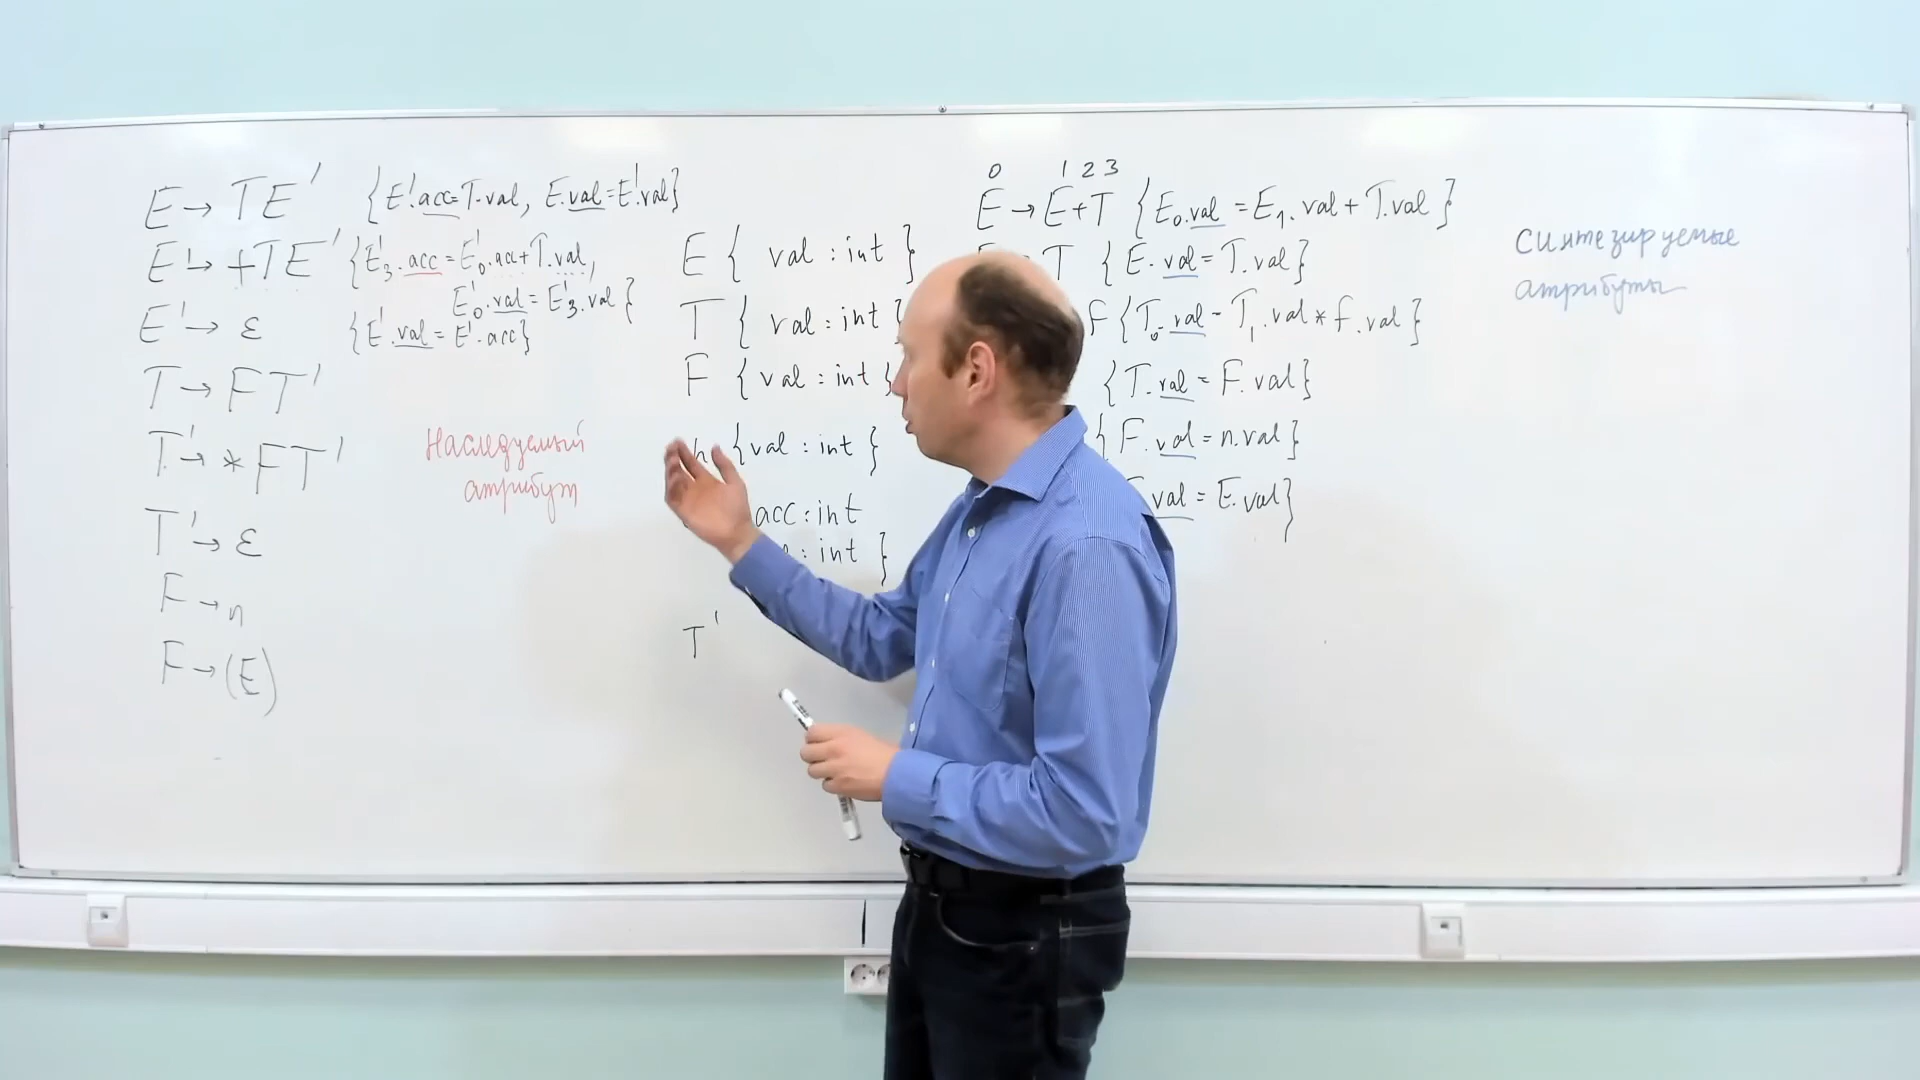 E → TE' {E'.acc=T.val, E.val=E'.val}
E' → +TE' {E'₃.acc=E'₀.acc+T.val,
E'₀.val=E'₃.val}
E' → ε {E'.val=E'.acc}
T → FT'
T' → *FT'
T' → ε
F → n
F → (E)
Наследуемый
атрибут
E { val : int }
T { val : int }
F { val : int }
n {val : int }
acc : int
: int }
T'
0 1 2 3
E → E+T {E₀.val = E₁.val + T.val}
T {E.val = T.val}
F {T₀.val = T₁.val * F.val}
{T.val = F.val}
{F.val = n.val}
.val = E.val}
синтезируемые
атрибуты